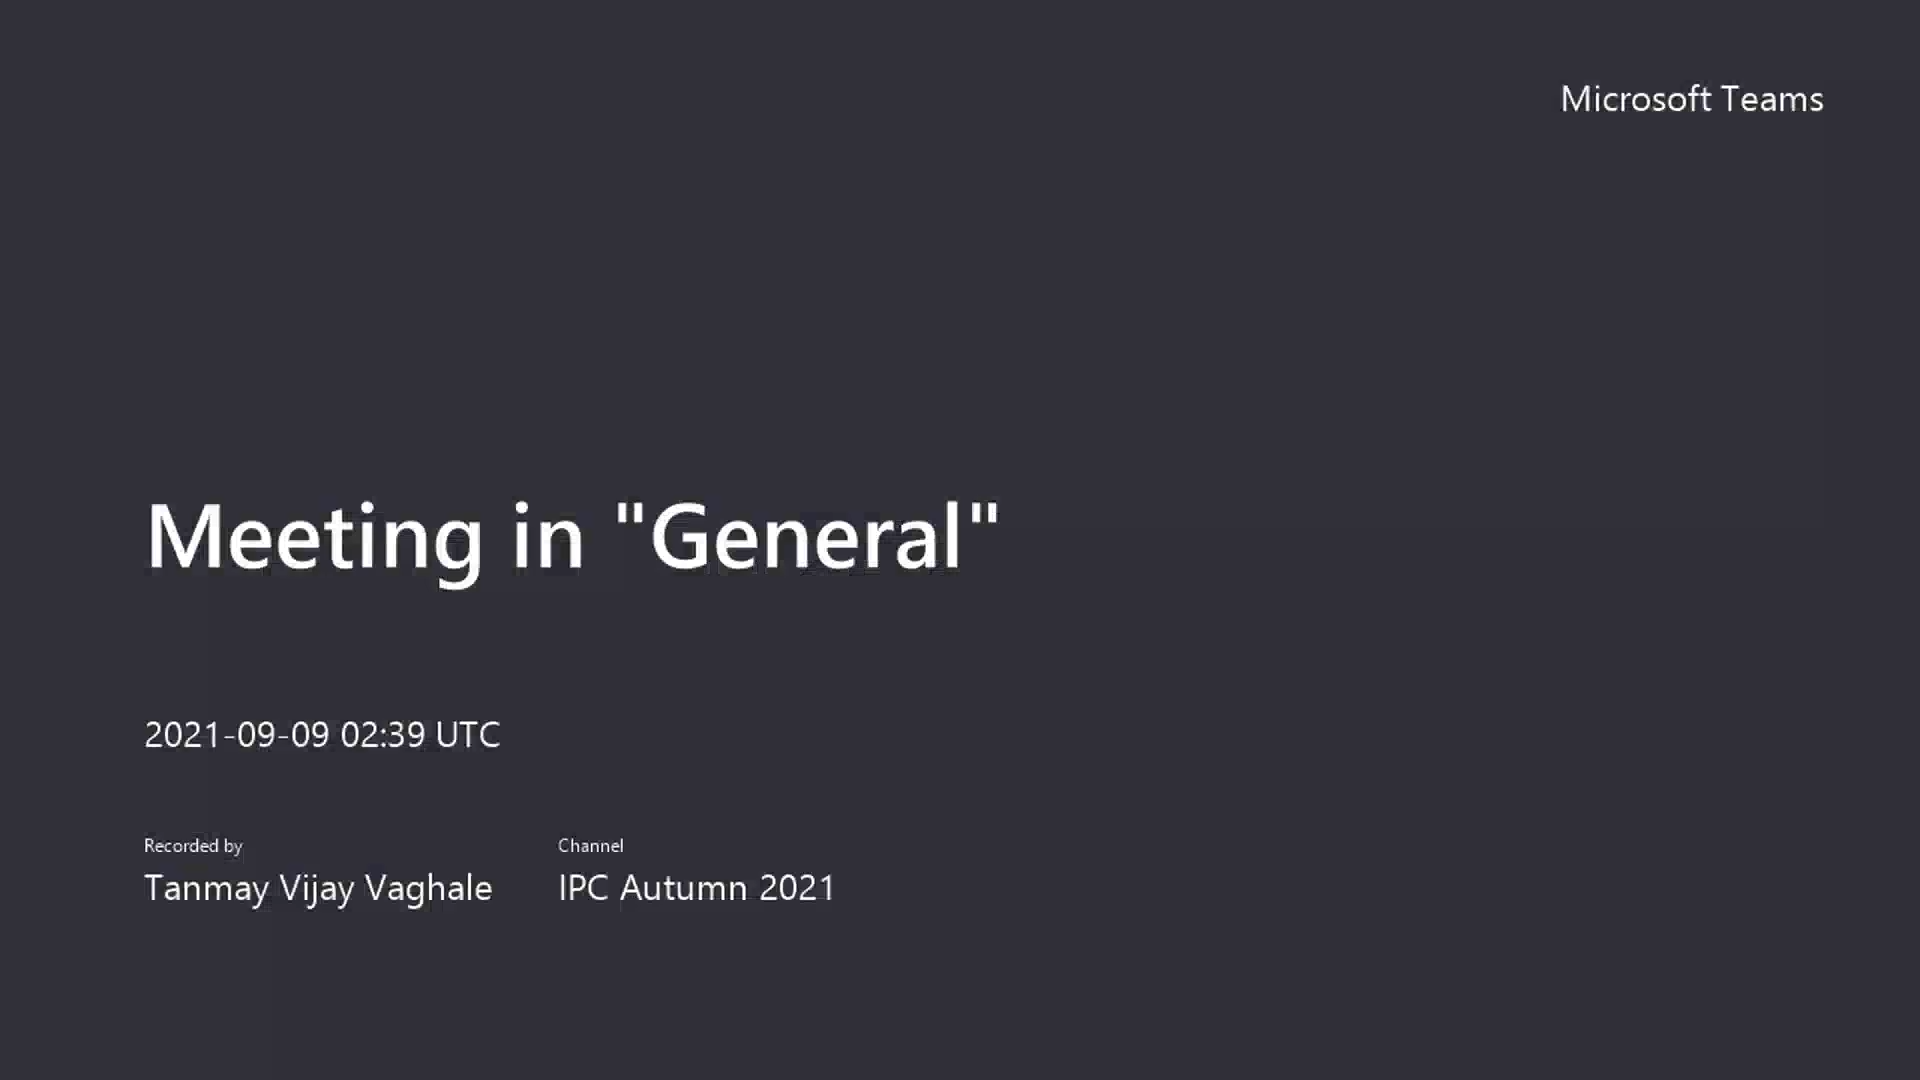 Microsoft Teams
Meeting in "General"
2021-09-09 02:39 UTC
Recorded by
Tanmay Vijay Vaghale
Channel
IPC Autumn 2021